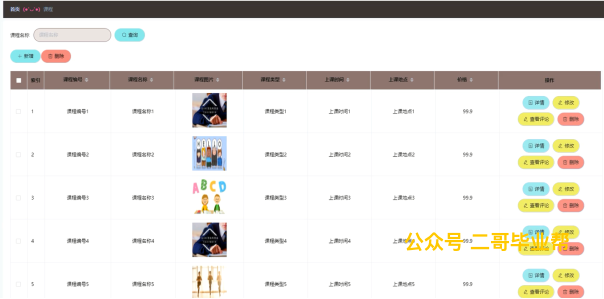 首页 (●'◡'●) 课程
课程名称 课程名称 查询
+ 新增 删除
索引 课程编号 课程名称 课程图片 课程类型 上课时间 上课地点 价格 操作
1 课程编号1 课程名称1 课程类型1 上课时间1 上课地点1 99.9 详情 修改
查看评论 删除
2 课程编号2 课程名称2 课程类型2 上课时间2 上课地点2 99.9 详情 修改
查看评论 删除
ABCD
3 课程编号3 课程名称3 课程类型3 上课时间3 上课地点3 99.9 详情 修改
查看评论 删除
4 课程编号4 课程名称4 课程类型4 上课时间4 上课地点4 99.9 详情 修改
查看评论 删除
公众号 二哥毕业帮
5 课程编号5 课程名称5 课程类型5 上课时间5 上课地点5 99.9 详情 修改
查看评论 删除